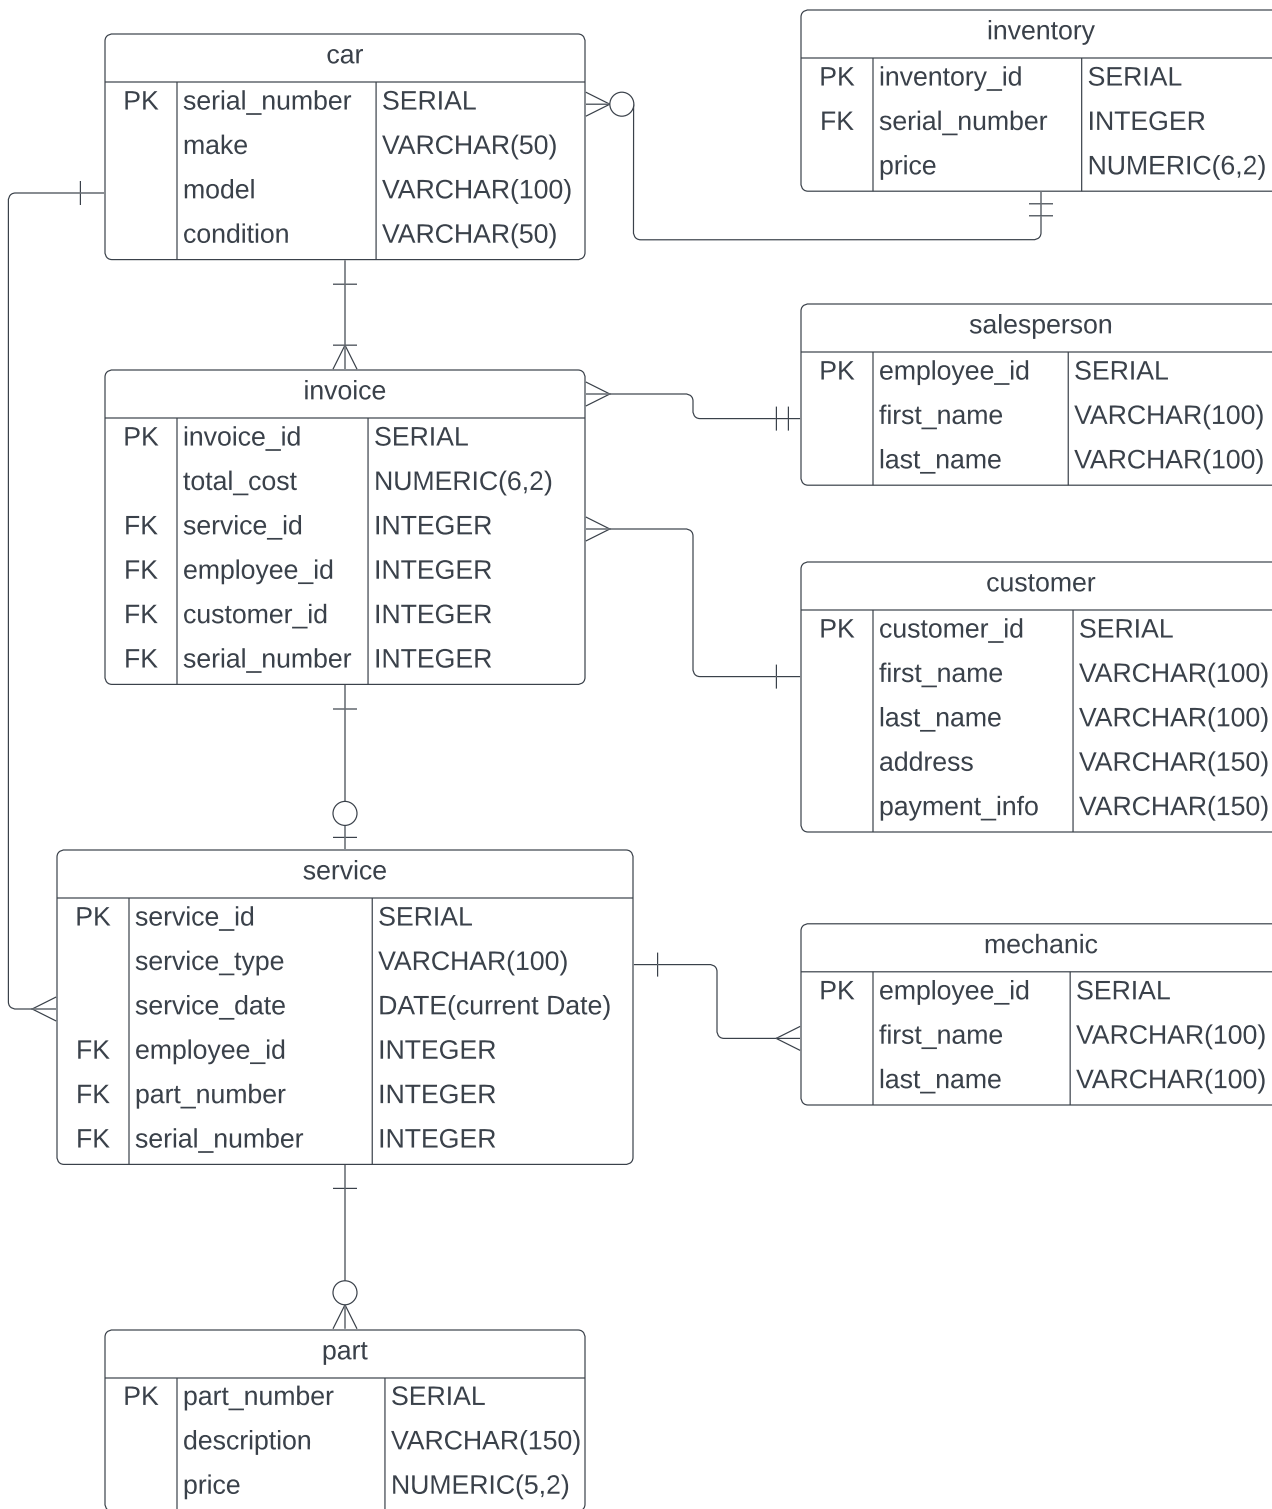 car
PK serial_number SERIAL
make VARCHAR(50)
model VARCHAR(100)
condition VARCHAR(50)
inventory
PK inventory_id SERIAL
FK serial_number INTEGER
price NUMERIC(6,2)
invoice
PK invoice_id SERIAL
total_cost NUMERIC(6,2)
FK service_id INTEGER
FK employee_id INTEGER
FK customer_id INTEGER
FK serial_number INTEGER
salesperson
PK employee_id SERIAL
first_name VARCHAR(100)
last_name VARCHAR(100)
customer
PK customer_id SERIAL
first_name VARCHAR(100)
last_name VARCHAR(100)
address VARCHAR(150)
payment_info VARCHAR(150)
service
PK service_id SERIAL
service_type VARCHAR(100)
service_date DATE(current Date)
FK employee_id INTEGER
FK part_number INTEGER
FK serial_number INTEGER
mechanic
PK employee_id SERIAL
first_name VARCHAR(100)
last_name VARCHAR(100)
part
PK part_number SERIAL
description VARCHAR(150)
price NUMERIC(5,2)